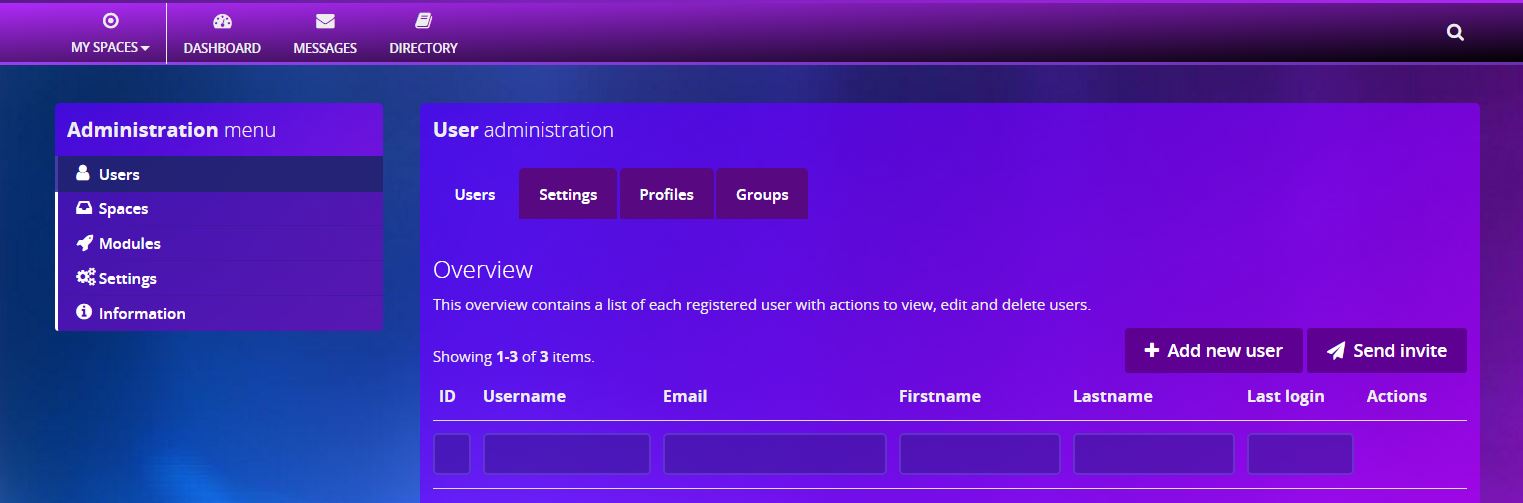 MY SPACES DASHBOARD MESSAGES DIRECTORY
Administration menu
Users
Spaces
Modules
Settings
Information
User administration
Users Settings Profiles Groups
Overview
This overview contains a list of each registered user with actions to view, edit and delete users.
Showing 1-3 of 3 items.
Add new user Send invite
ID Username Email Firstname Lastname Last login Actions